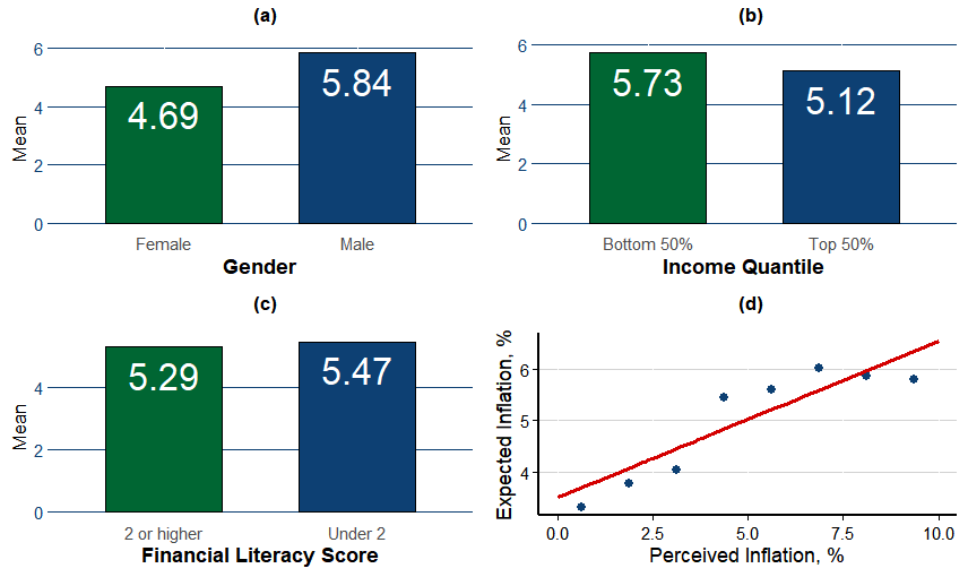 (a)
6
4
2
0
Mean
4.69
5.84
Female
Male
Gender
(b)
6
4
2
0
Mean
5.73
5.12
Bottom 50%
Top 50%
Income Quantile
(c)
4
2
0
Mean
5.29
5.47
2 or higher
Under 2
Financial Literacy Score
(d)
6
5
4
Expected Inflation, %
0.0
2.5
5.0
7.5
10.0
Perceived Inflation, %